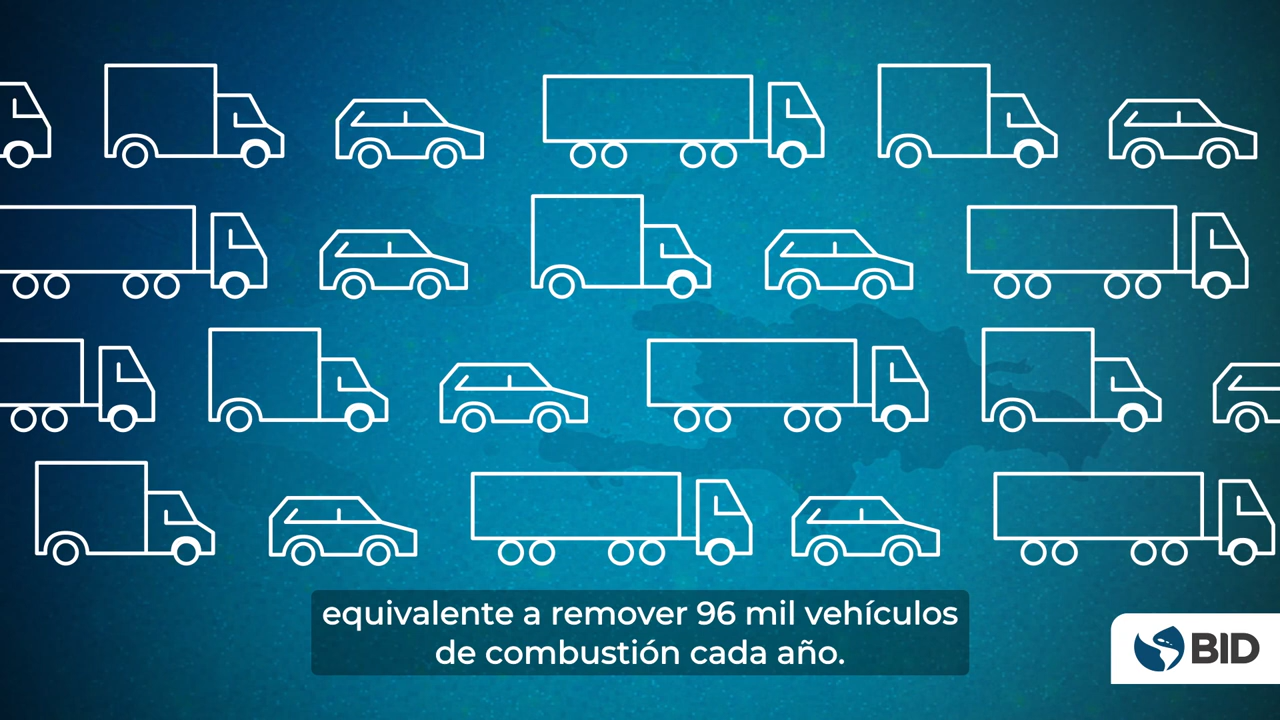 equivalente a remover 96 mil vehículos
de combustión cada año.
BID